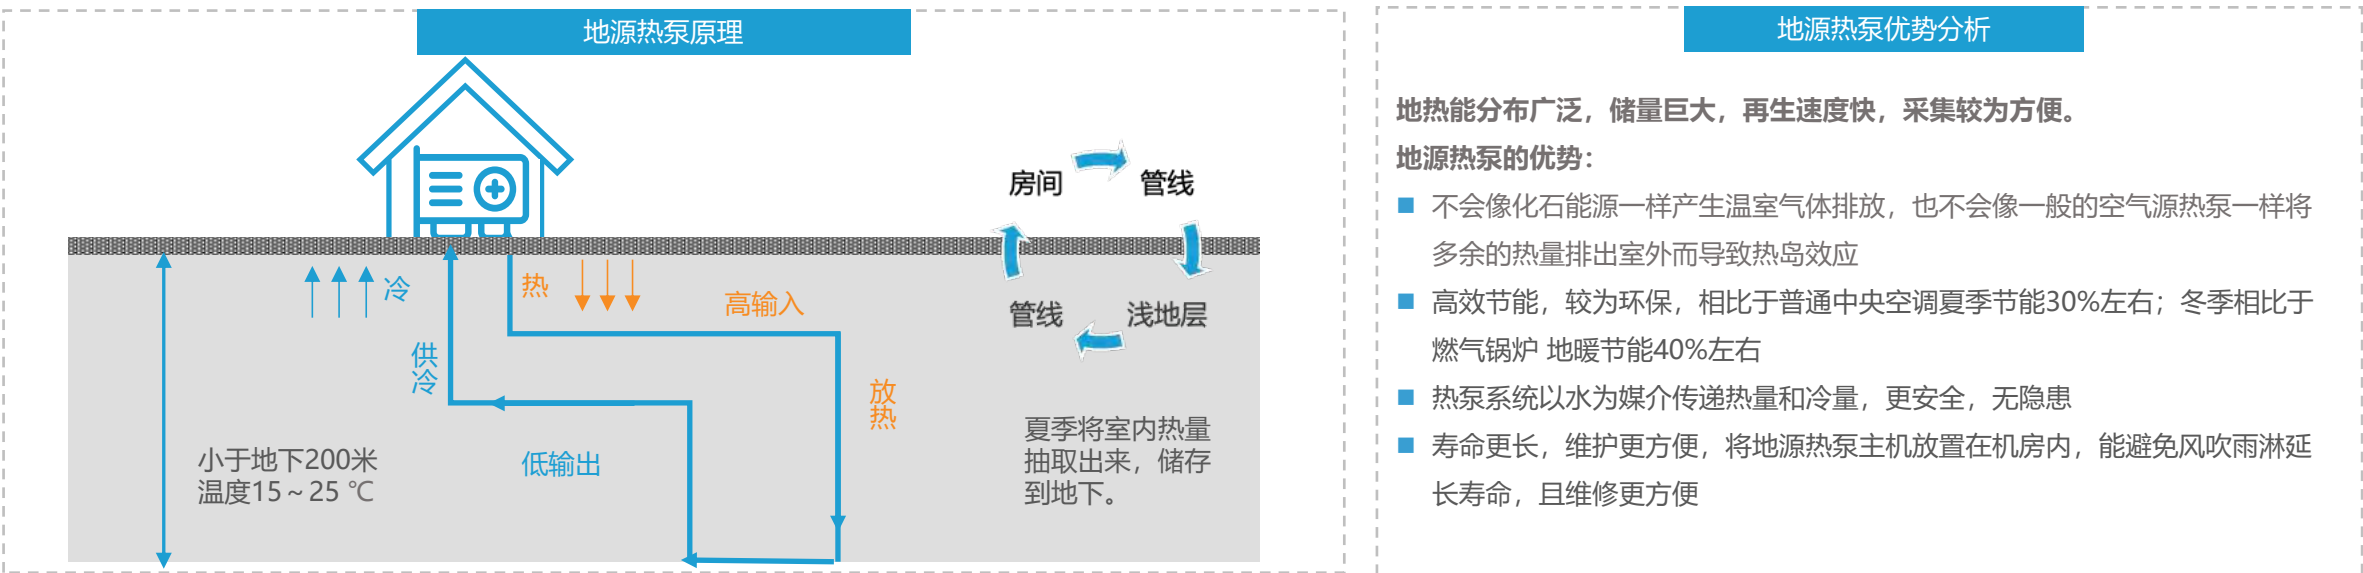 地源热泵原理
房间
管线
管线
浅地层
冷
热
高输入
供冷
放热
低输出
小于地下200米
温度15～25 ℃
夏季将室内热量
抽取出来，储存
到地下。
地源热泵优势分析
地热能分布广泛，储量巨大，再生速度快，采集较为方便。
地源热泵的优势：
不会像化石能源一样产生温室气体排放，也不会像一般的空气源热泵一样将
多余的热量排出室外而导致热岛效应
高效节能，较为环保，相比于普通中央空调夏季节能30%左右；冬季相比于
燃气锅炉 地暖节能40%左右
热泵系统以水为媒介传递热量和冷量，更安全，无隐患
寿命更长，维护更方便，将地源热泵主机放置在机房内，能避免风吹雨淋延
长寿命，且维修更方便